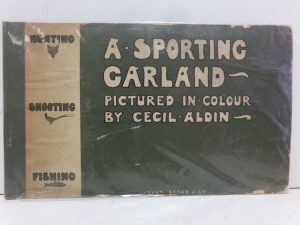 HUNTING
SHOOTING
FISHING
A·SPORTING
GARLAND~
PICTURED·IN·COLOUR
BY·CECIL·ALDIN~